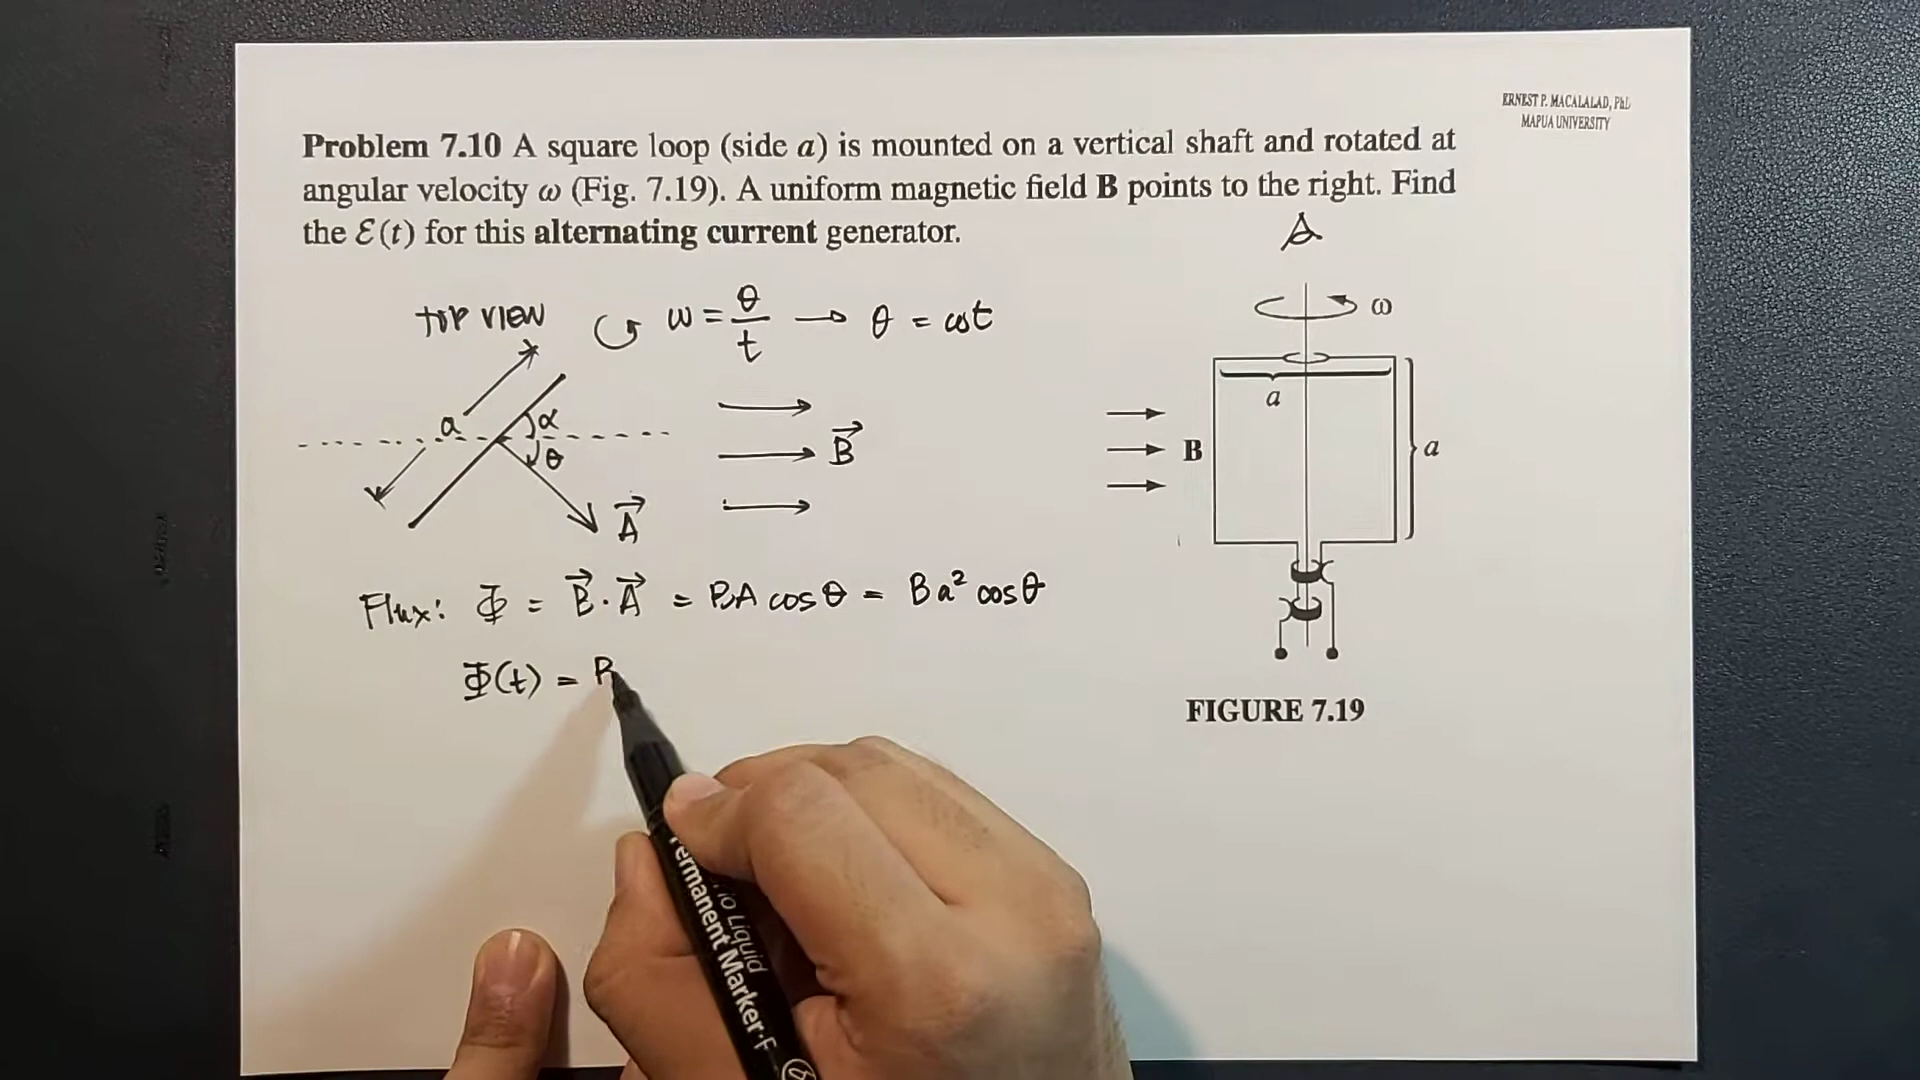 ERNEST P. MACALALAD, PhD
MAPUA UNIVERSITY
Problem 7.10 A square loop (side a) is mounted on a vertical shaft and rotated at
angular velocity ω (Fig. 7.19). A uniform magnetic field B points to the right. Find
the ℰ(t) for this alternating current generator.
TOP VIEW
ω = θ/t → θ = ωt
a
α
θ
A⃗
B⃗
Flux: Φ = B⃗ · A⃗ = BA cos θ = Ba² cos θ
Φ(t) = B
ω
a
B
a
FIGURE 7.19
Liquid
Permanent Marker·F